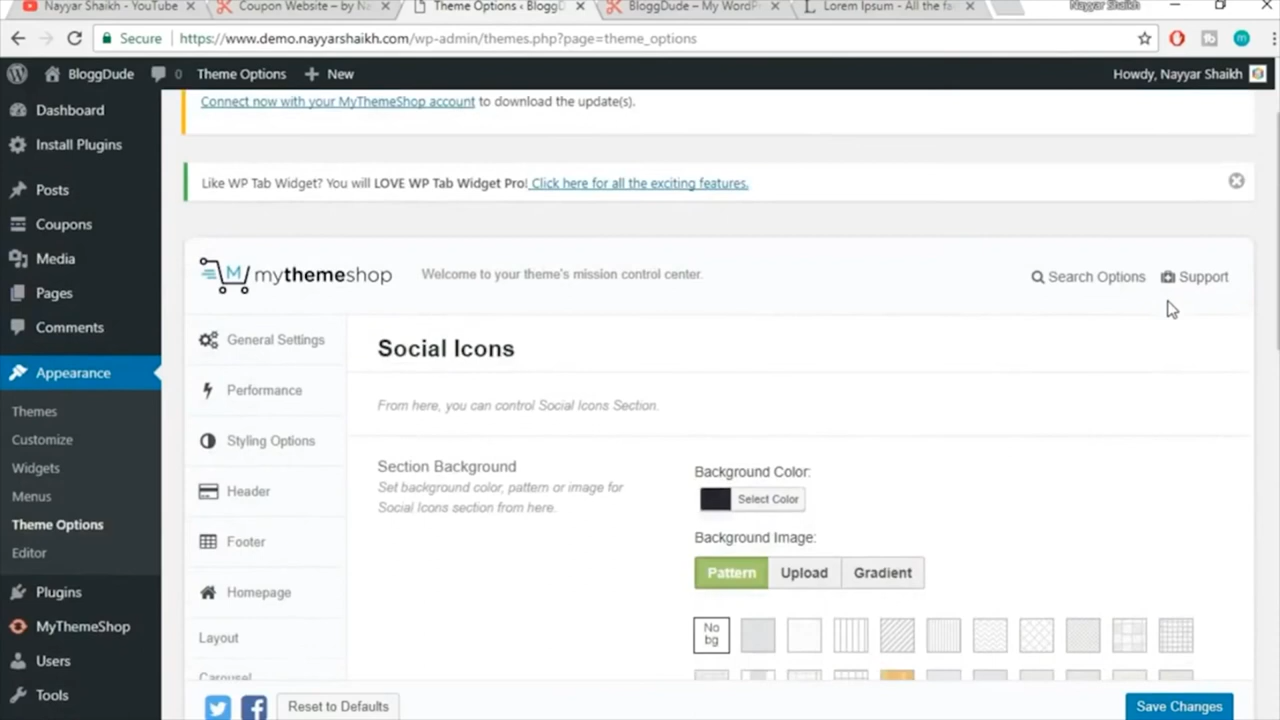 Nayyar Shaikh - YouTube
Coupon Website – by Na
Theme Options ‹ BloggD
BloggDude – My WordP
Lorem Ipsum - All the fa
Nayyar Shaikh
Secure https://www.demo.nayyarshaikh.com/wp-admin/themes.php?page=theme_options
BloggDude 0 Theme Options + New
Howdy, Nayyar Shaikh
Dashboard
Install Plugins
Posts
Coupons
Media
Pages
Comments
Appearance
Themes
Customize
Widgets
Menus
Theme Options
Editor
Plugins
MyThemeShop
Users
Tools
Connect now with your MyThemeShop account to download the update(s).
Like WP Tab Widget? You will LOVE WP Tab Widget Pro! Click here for all the exciting features.
M mythemeshop
Welcome to your theme's mission control center.
Search Options
Support
General Settings
Performance
Styling Options
Header
Footer
Homepage
Layout
Carousel
Social Icons
From here, you can control Social Icons Section.
Section Background
Set background color, pattern or image for
Social Icons section from here.
Background Color:
Select Color
Background Image:
Pattern Upload Gradient
No
bg
Reset to Defaults
Save Changes